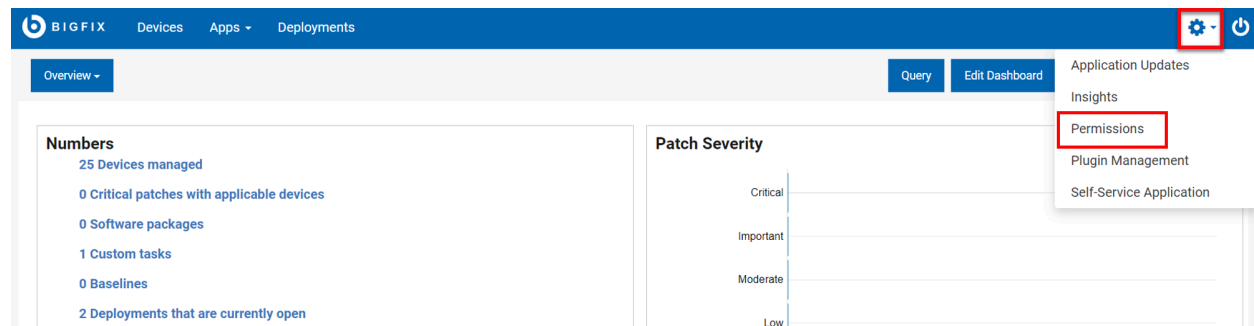 BIGFIX Devices Apps Deployments
Overview
Query Edit Dashboard
Application Updates
Insights
Permissions
Plugin Management
Self-Service Application
Numbers
25 Devices managed
0 Critical patches with applicable devices
0 Software packages
1 Custom tasks
0 Baselines
2 Deployments that are currently open
Patch Severity
Critical
Important
Moderate
Low